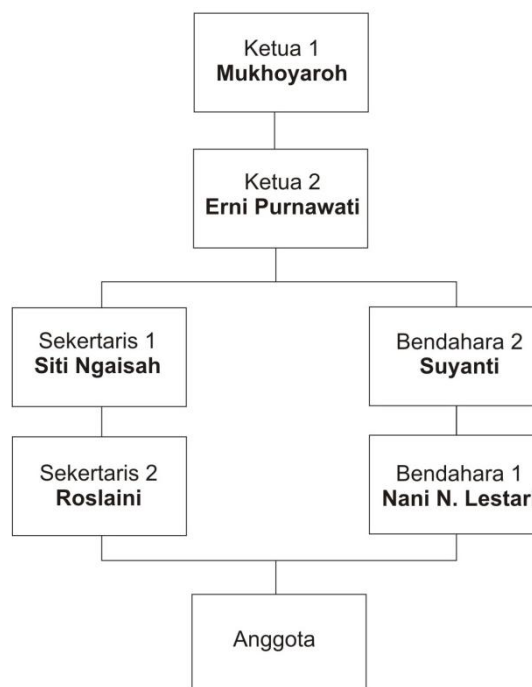 Ketua 1
Mukhoyaroh
Ketua 2
Erni Purnawati
Sekertaris 1
Siti Ngaisah
Bendahara 2
Suyanti
Sekertaris 2
Roslaini
Bendahara 1
Nani N. Lestar
Anggota